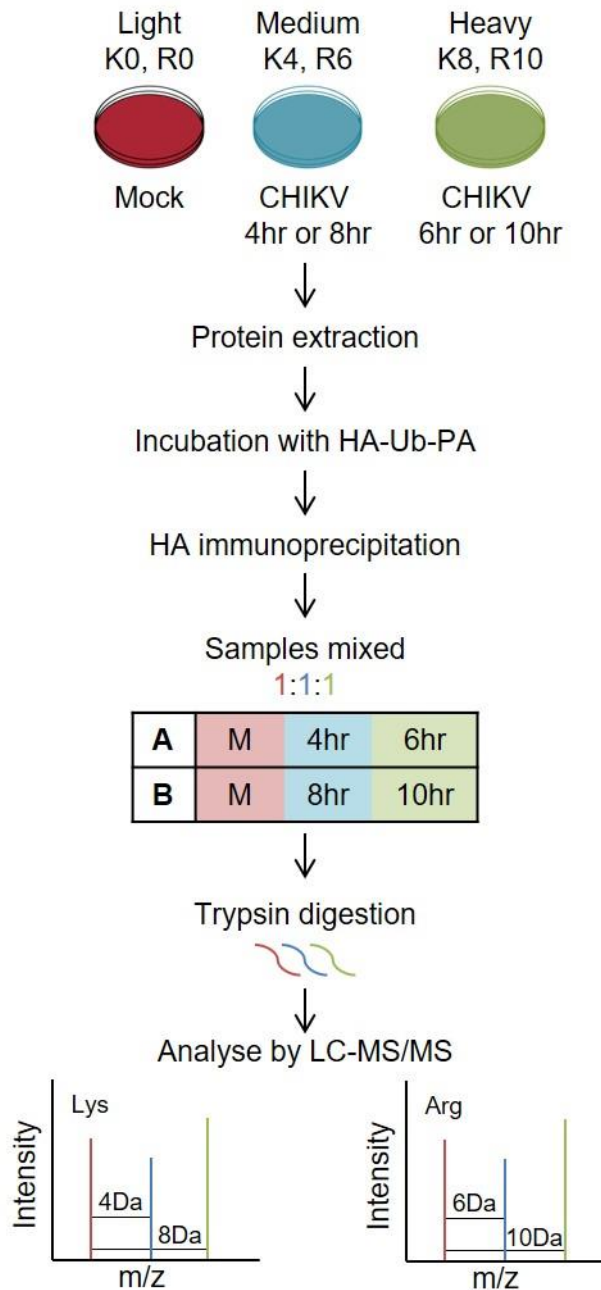 Light Medium Heavy
K0, R0 K4, R6 K8, R10
Mock CHIKV CHIKV
4hr or 8hr 6hr or 10hr
Protein extraction
Incubation with HA-Ub-PA
HA immunoprecipitation
Samples mixed
1:1:1
A M 4hr 6hr
B M 8hr 10hr
Trypsin digestion
Analyse by LC-MS/MS
Lys
Intensity
4Da
8Da
m/z
Arg
Intensity
6Da
10Da
m/z